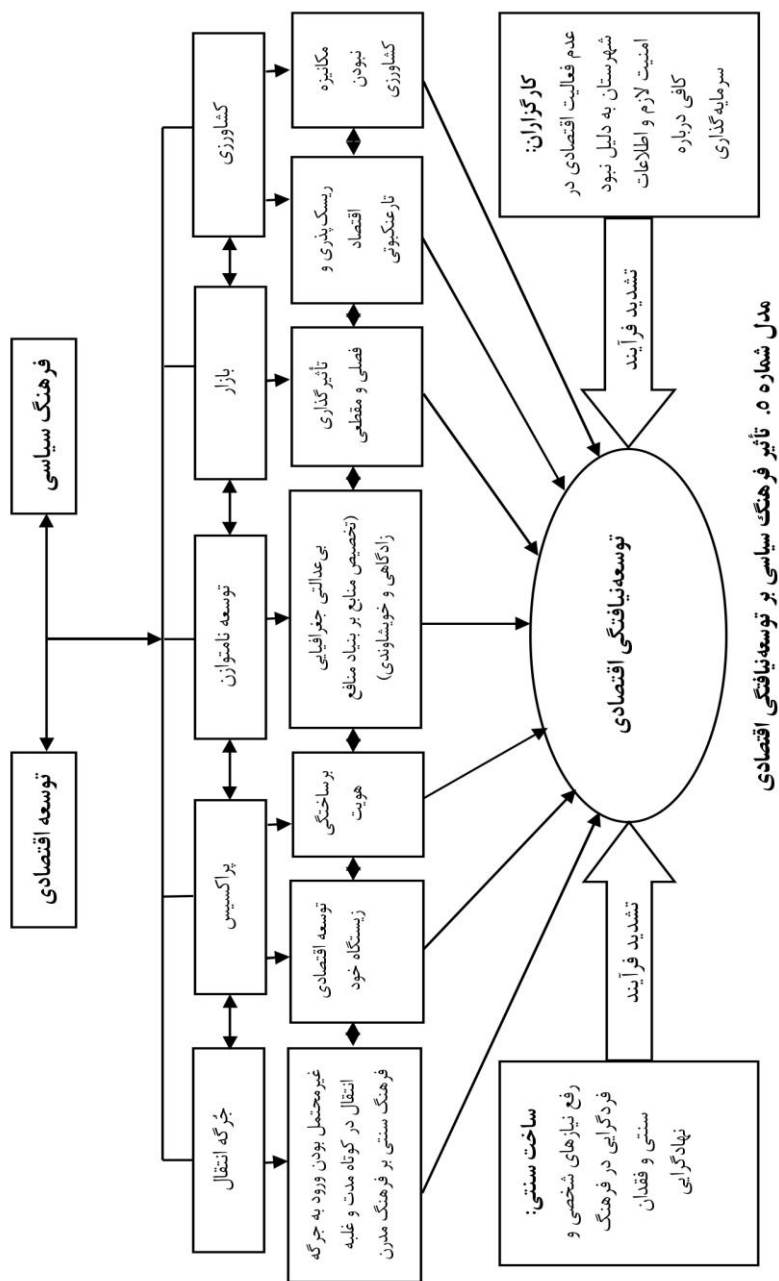 فرهنگ سیاسی
توسعه اقتصادی
کشاورزی
بازار
توسعه نامتوازن
پراکسیس
جُرگه انتقال
مکانیزه
نبودن
کشاورزی
ریسک‌پذری و
اقتصاد
تارعنکبوتی
تأثیرگذاری
فصلی و مقطعی
بی‌عدالتی جغرافیایی
(تخصیص منابع بر بنیاد منافع
زادگاهی و خویشاوندی)
برساختگی
هویت
توسعه اقتصادی
زیستگاه خود
غیرمحتمل بودن ورود به جرگه
انتقال در کوتاه مدت و غلبه
فرهنگ سنتی بر فرهنگ مدرن
کارگزاران:
عدم فعالیت اقتصادی در
شهرستان به دلیل نبود
امنیت لازم و اطلاعات
کافی درباره
سرمایه‌گذاری
تشدید فرآیند
توسعه‌نیافتگی اقتصادی
تشدید فرآیند
ساخت سنتی:
رفع نیازهای شخصی و
فردگرایی در فرهنگ
سنتی و فقدان
نهادگرایی
مدل شماره ۵. تأثیر فرهنگ سیاسی بر توسعه‌نیافتگی اقتصادی